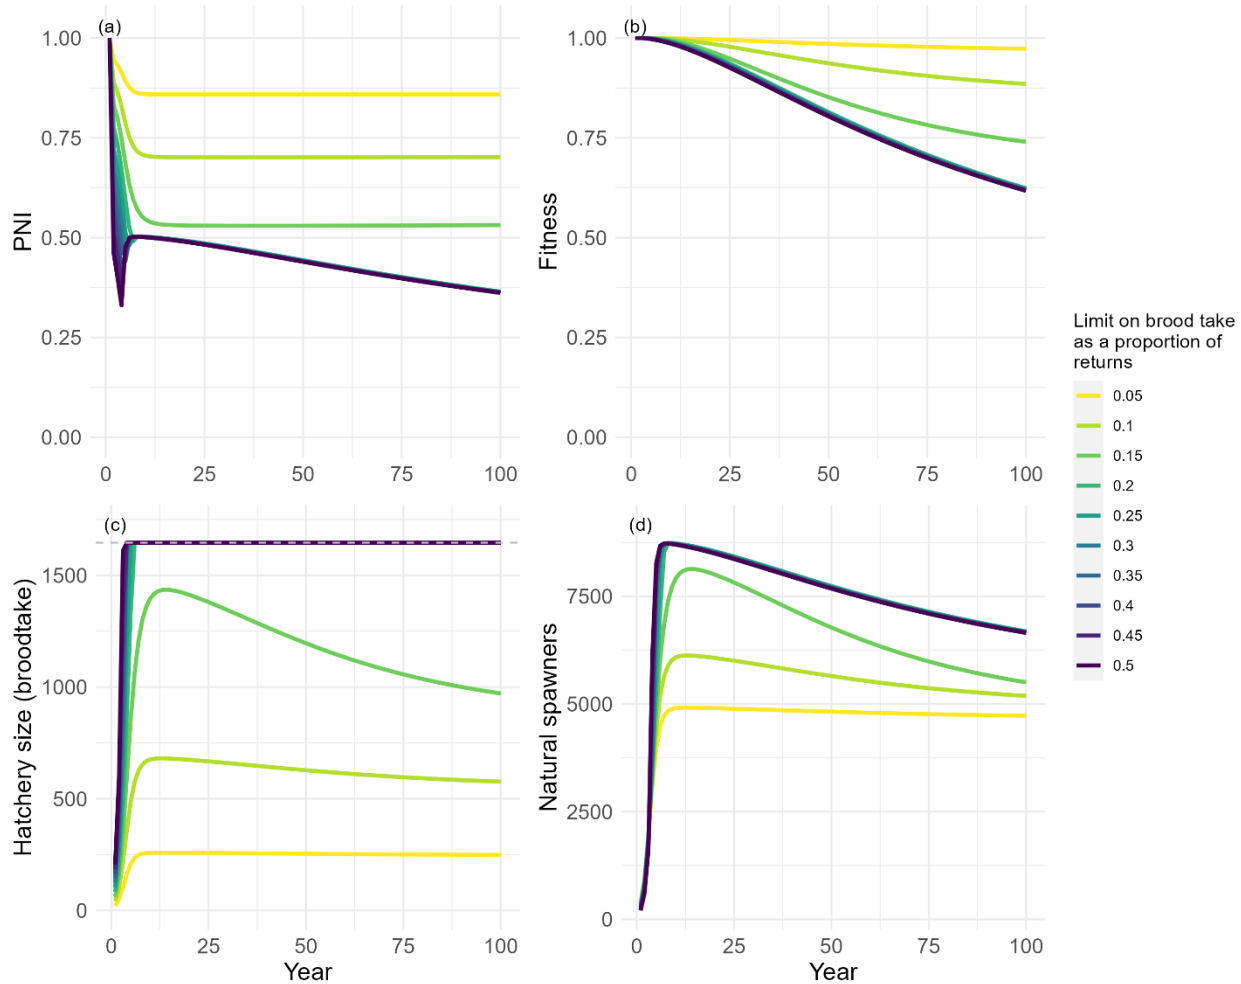 (a)
1.00
0.75
0.50
0.25
0.00
PNI
0 25 50 75 100
(b)
1.00
0.75
0.50
0.25
0.00
Fitness
0 25 50 75 100
(c)
1500
1000
500
0
Hatchery size (broodtake)
0 25 50 75 100
Year
(d)
7500
5000
2500
0
Natural spawners
0 25 50 75 100
Year
Limit on brood take
as a proportion of
returns
0.05
0.1
0.15
0.2
0.25
0.3
0.35
0.4
0.45
0.5